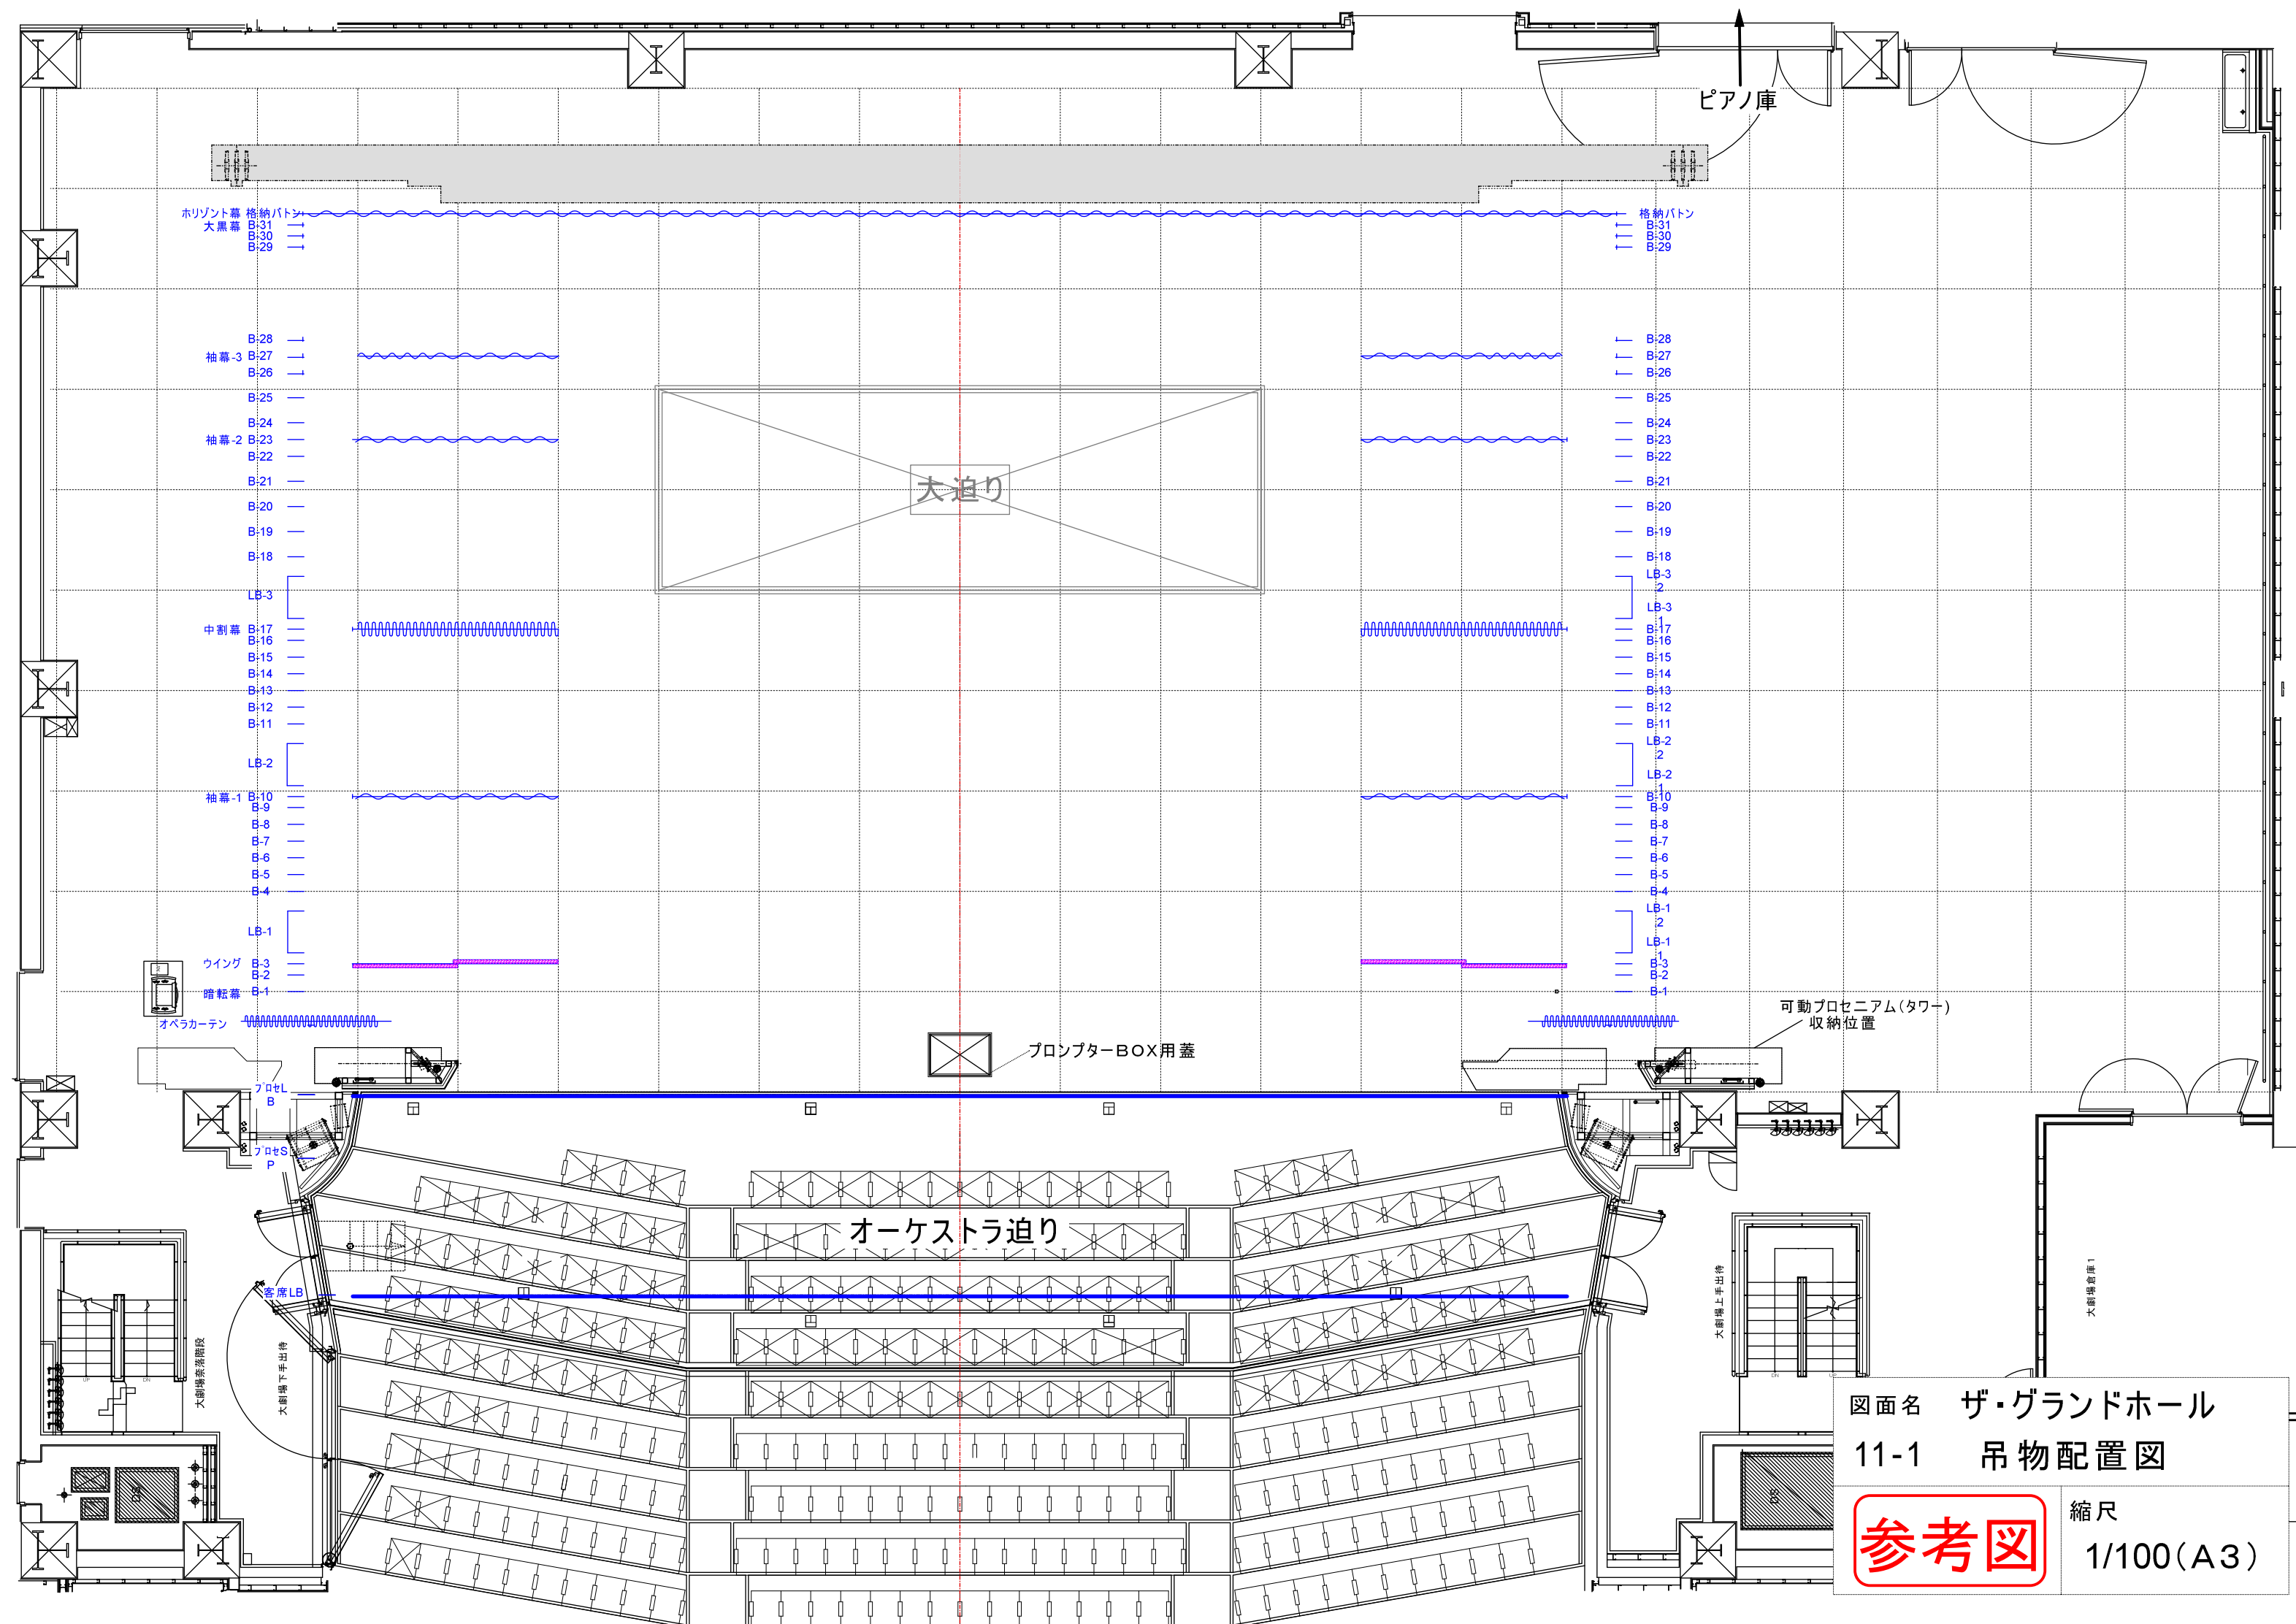 ピアノ庫
ホリゾント幕 格納バトン
大黒幕 B-31
B-30
B-29
格納バトン
B-31
B-30
B-29
B-28
袖幕-3 B-27
B-26
B-25
B-24
袖幕-2 B-23
B-22
B-21
B-20
B-19
B-18
LB-3
中割幕 B-17
B-16
B-15
B-14
B-13
B-12
B-11
LB-2
袖幕-1 B-10
B-9
B-8
B-7
B-6
B-5
B-4
LB-1
ウイング B-3
B-2
暗転幕 B-1
オペラカーテン
B-28
B-27
B-26
B-25
B-24
B-23
B-22
B-21
B-20
B-19
B-18
LB-3
2
LB-3
1
B-17
B-16
B-15
B-14
B-13
B-12
B-11
LB-2
2
LB-2
1
B-10
B-9
B-8
B-7
B-6
B-5
B-4
LB-1
2
LB-1
1
B-3
B-2
B-1
大迫り
可動プロセニアム(タワー)
収納位置
プロンプターBOX用蓋
プロセL
B
プロセS
P
オーケストラ迫り
客席LB
大劇場奈落階段
大劇場下手出待
大劇場上手出待
大劇場倉庫1
UP
DN
DN
UP
DS
DS
図面名 ザ・グランドホール
11-1 吊物配置図
参考図
縮尺
1/100(A3)